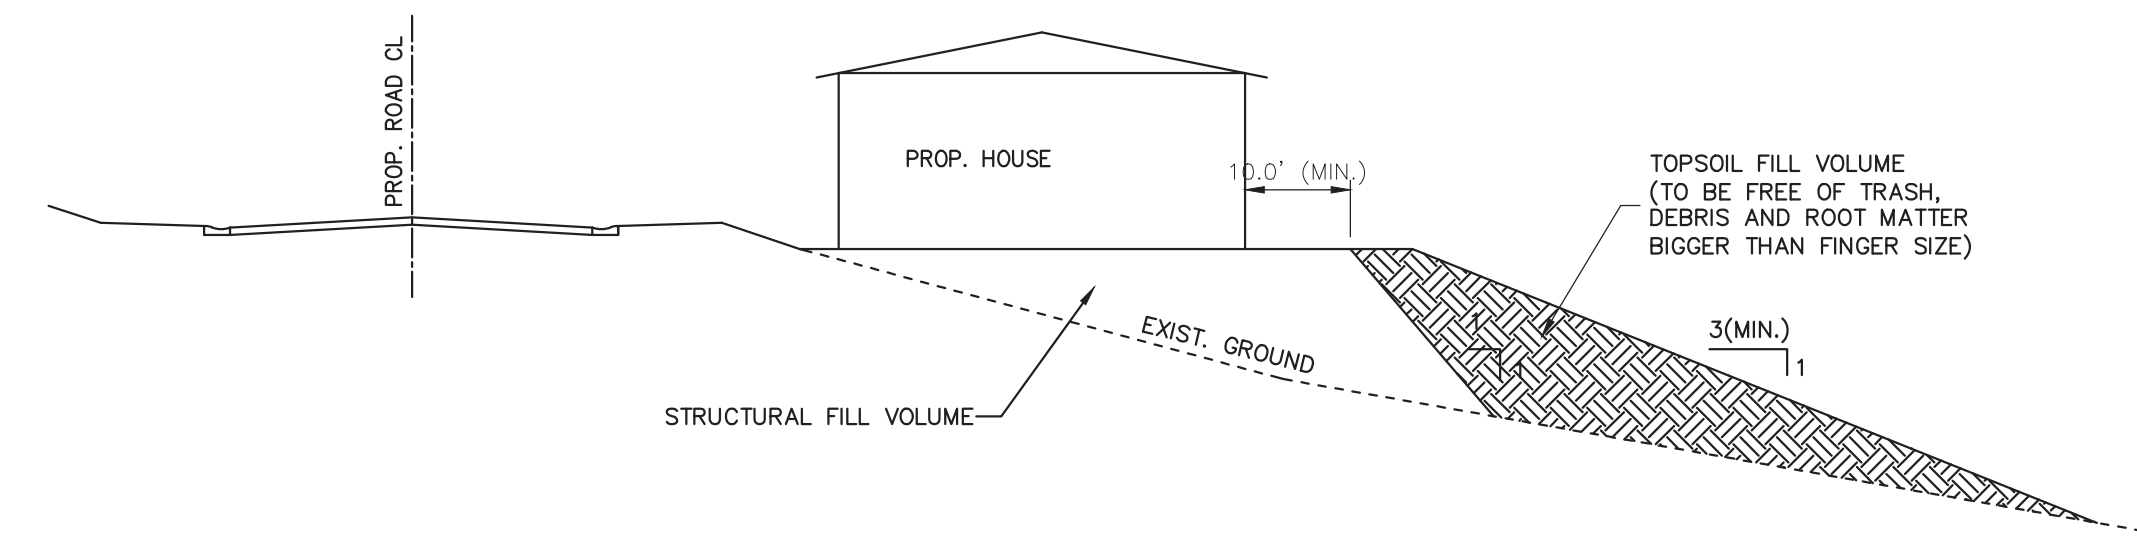 PROP. ROAD CL
PROP. HOUSE
10.0' (MIN.)
TOPSOIL FILL VOLUME
(TO BE FREE OF TRASH,
DEBRIS AND ROOT MATTER
BIGGER THAN FINGER SIZE)
1
1
3(MIN.)
1
EXIST. GROUND
STRUCTURAL FILL VOLUME